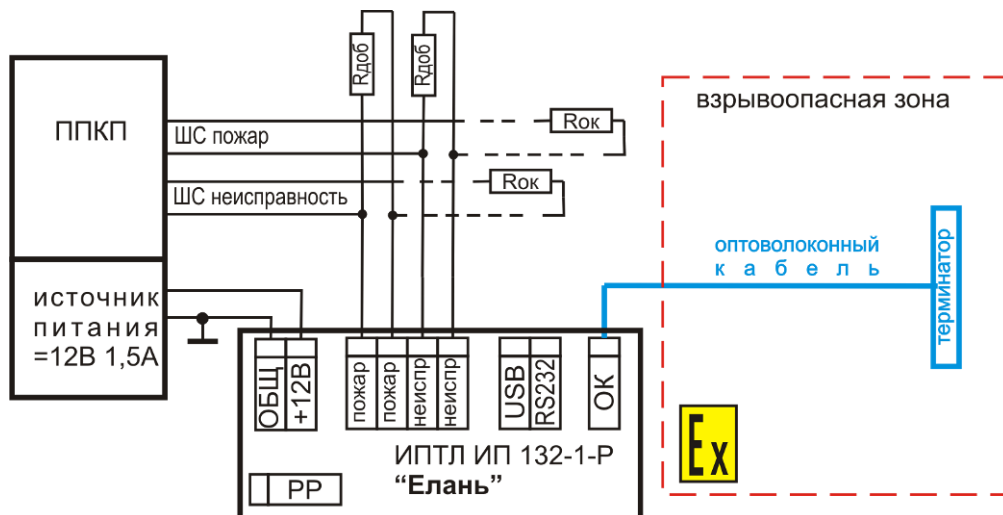 Rдоб
Rдоб
ППКП
ШС пожар
Rок
ШС неисправность
Rок
взрывоопасная зона
оптоволоконный
кабель
терминатор
источник
питания
=12В 1,5А
ОБЩ
+12В
пожар
пожар
неиспр
неиспр
USB
RS232
ОК
ИПТЛ ИП 132-1-Р
“Елань”
РР
Ex